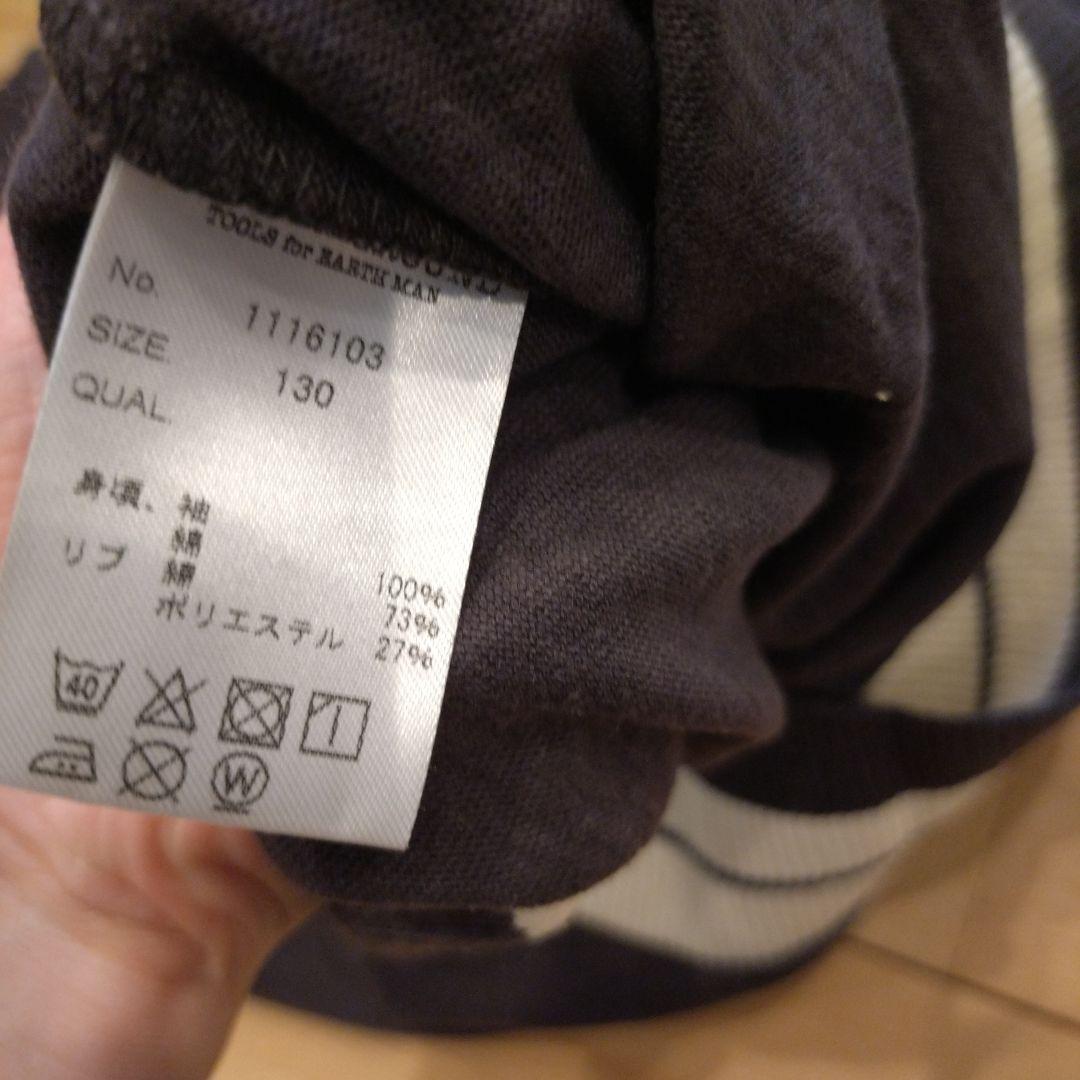 TOOLS for EARTH MAN
No. 1116103
SIZE. 130
QUAL.
身頃、袖
綿 100%
リブ 綿 73%
ポリエステル 27%
40
W